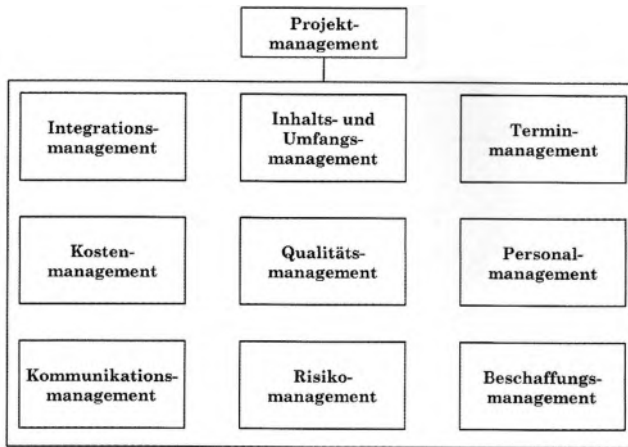 Projekt-
management
Integrations-
management
Inhalts- und
Umfangs-
management
Termin-
management
Kosten-
management
Qualitäts-
management
Personal-
management
Kommunikations-
management
Risiko-
management
Beschaffungs-
management